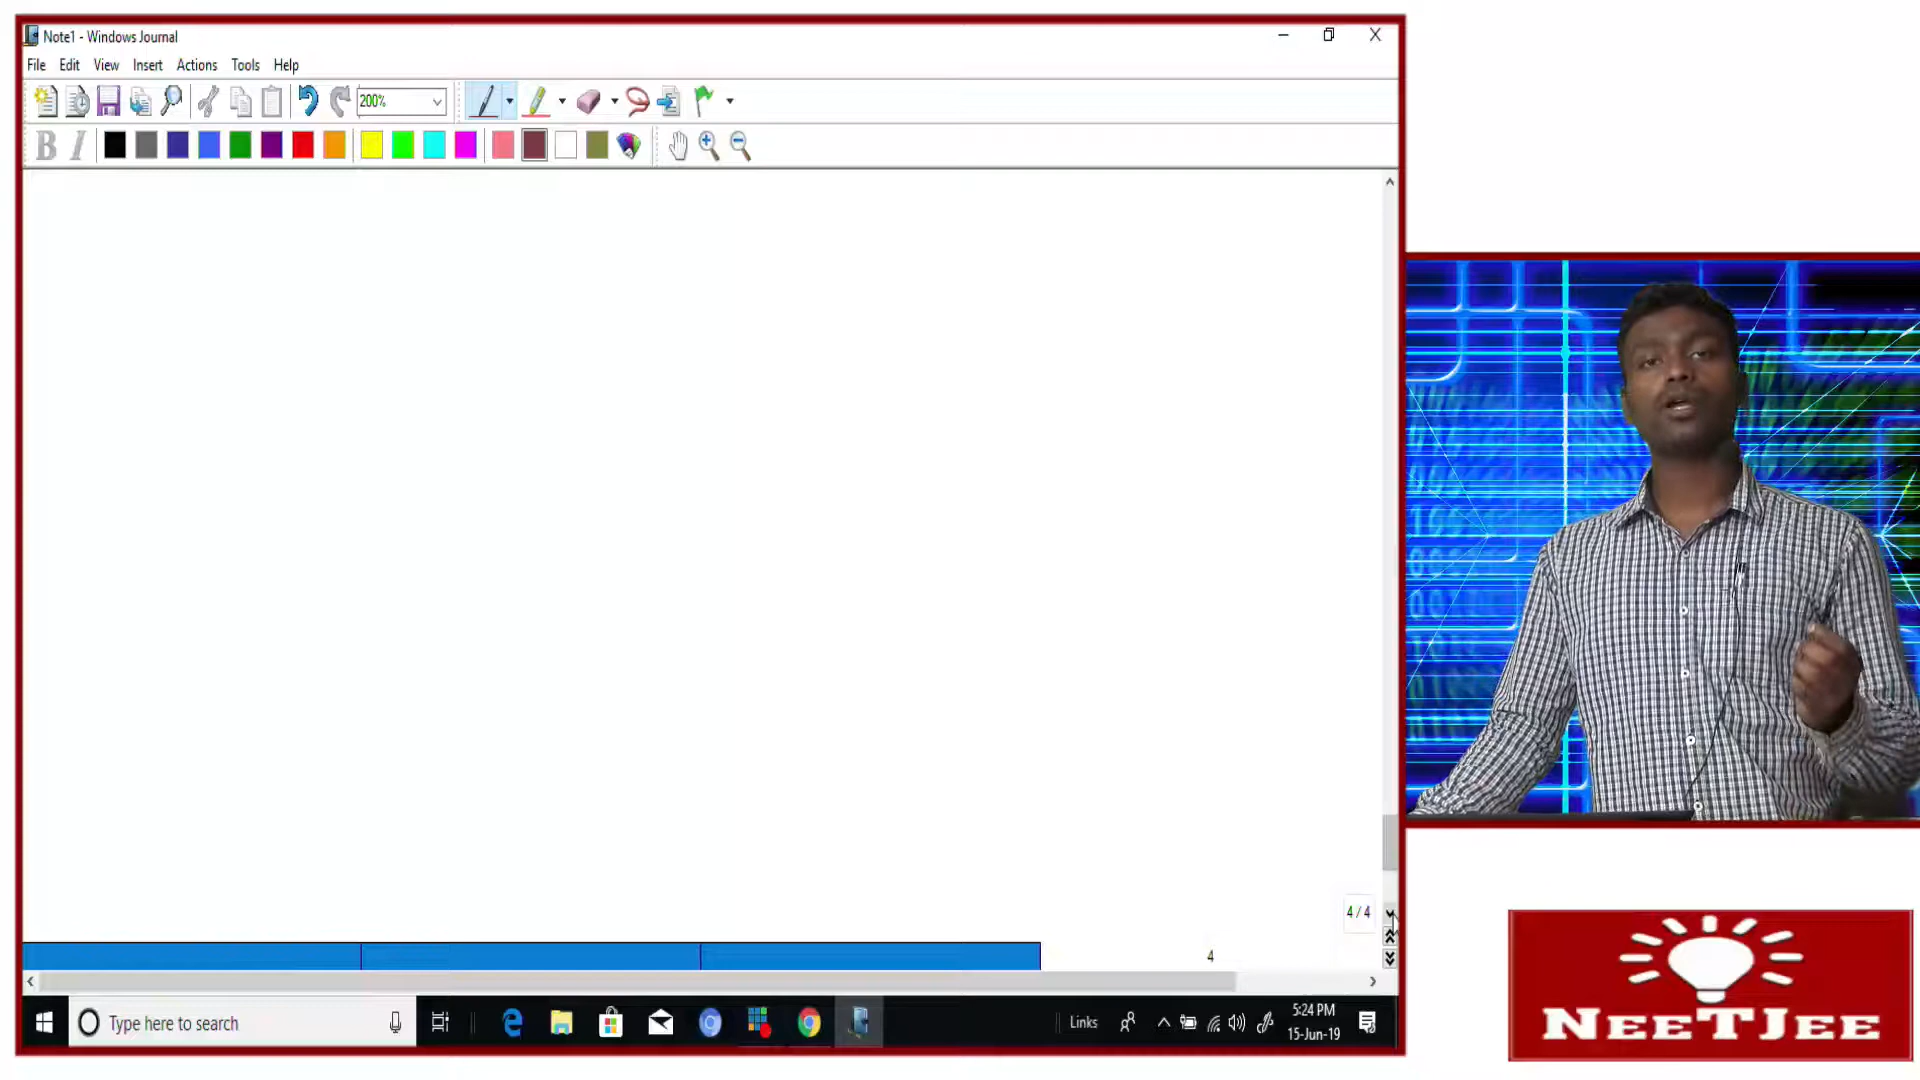 Note1 - Windows Journal
File Edit View Insert Actions Tools Help
200%
B I
4 / 4
4
Type here to search
Links
5:24 PM
15-Jun-19
NEETJEE